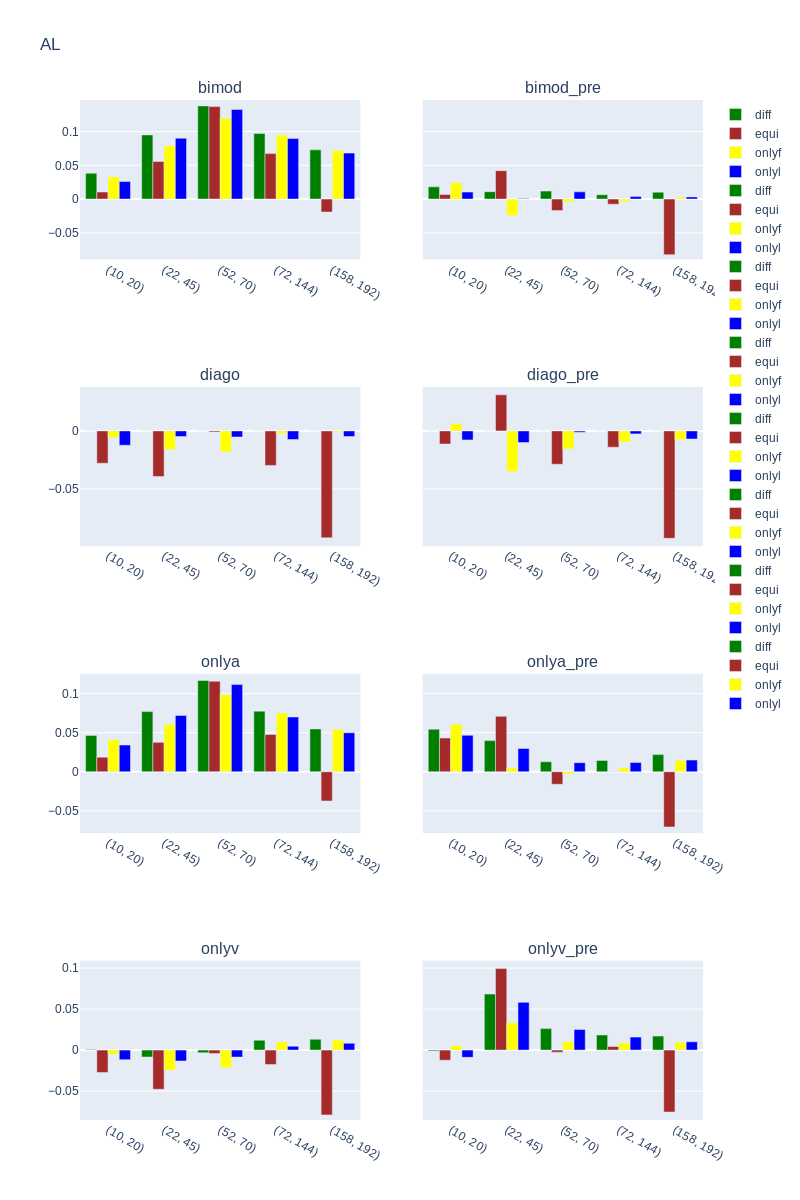 AL
bimod
bimod_pre
0.1
0.05
0
−0.05
(10, 20)
(22, 45)
(52, 70)
(72, 144)
(158, 192)
(10, 20)
(22, 45)
(52, 70)
(72, 144)
(158, 192)
diago
diago_pre
0
−0.05
(10, 20)
(22, 45)
(52, 70)
(72, 144)
(158, 192)
(10, 20)
(22, 45)
(52, 70)
(72, 144)
(158, 192)
onlya
onlya_pre
0.1
0.05
0
−0.05
(10, 20)
(22, 45)
(52, 70)
(72, 144)
(158, 192)
(10, 20)
(22, 45)
(52, 70)
(72, 144)
(158, 192)
onlyv
onlyv_pre
0.1
0.05
0
−0.05
(10, 20)
(22, 45)
(52, 70)
(72, 144)
(158, 192)
(10, 20)
(22, 45)
(52, 70)
(72, 144)
(158, 192)
diff
equi
onlyf
onlyl
diff
equi
onlyf
onlyl
diff
equi
onlyf
onlyl
diff
equi
onlyf
onlyl
diff
equi
onlyf
onlyl
diff
equi
onlyf
onlyl
diff
equi
onlyf
onlyl
diff
equi
onlyf
onlyl